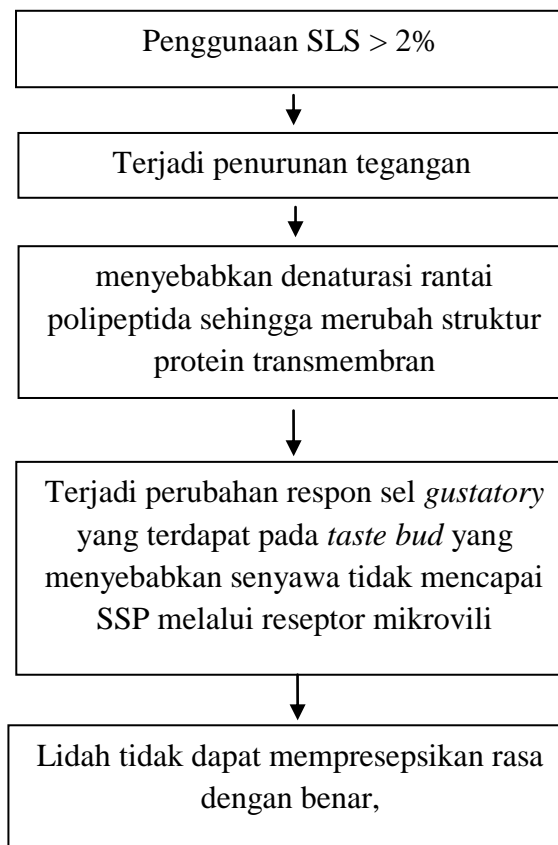 Penggunaan SLS > 2%
Terjadi penurunan tegangan
menyebabkan denaturasi rantai
polipeptida sehingga merubah struktur
protein transmembran
Terjadi perubahan respon sel gustatory
yang terdapat pada taste bud yang
menyebabkan senyawa tidak mencapai
SSP melalui reseptor mikrovili
Lidah tidak dapat mempresepsikan rasa
dengan benar,